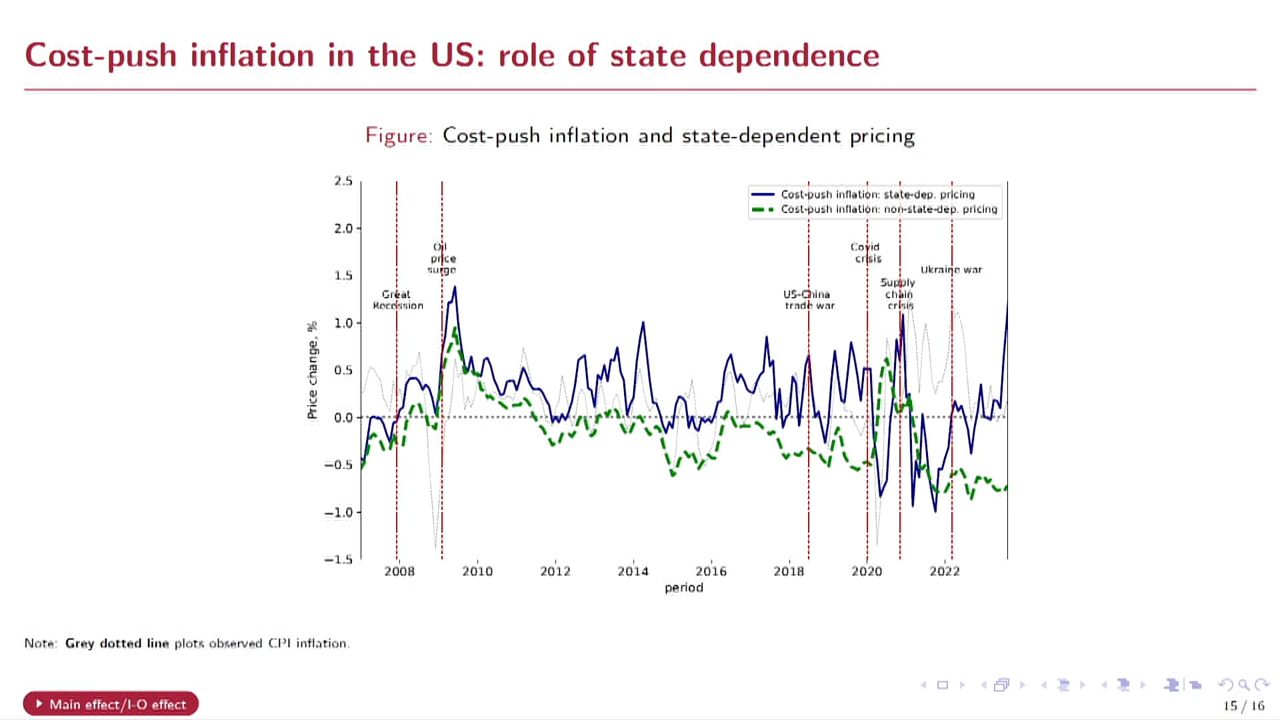 Cost-push inflation in the US: role of state dependence
Figure: Cost-push inflation and state-dependent pricing
2.5
2.0
1.5
1.0
0.5
0.0
−0.5
−1.0
−1.5
Price change, %
Cost-push inflation: state-dep. pricing
Cost-push inflation: non-state-dep. pricing
Great
Recession
Oil
price
surge
US-China
trade war
Covid
crisis
Supply
chain
crisis
Ukraine war
2008 2010 2012 2014 2016 2018 2020 2022
period
Note: Grey dotted line plots observed CPI inflation.
Main effect/I-O effect
15 / 16